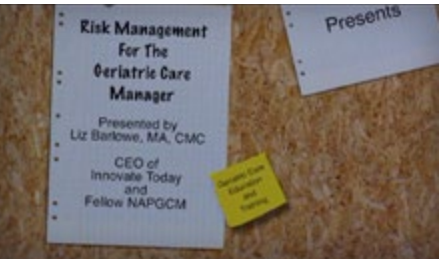 Risk Management
For The
Geriatric Care
Manager
Presented by
Liz Barlowe, MA, CMC
CEO of
Innovate Today
and
Fellow NAPGCM
Presents
Geriatric Care
Education
and
Training